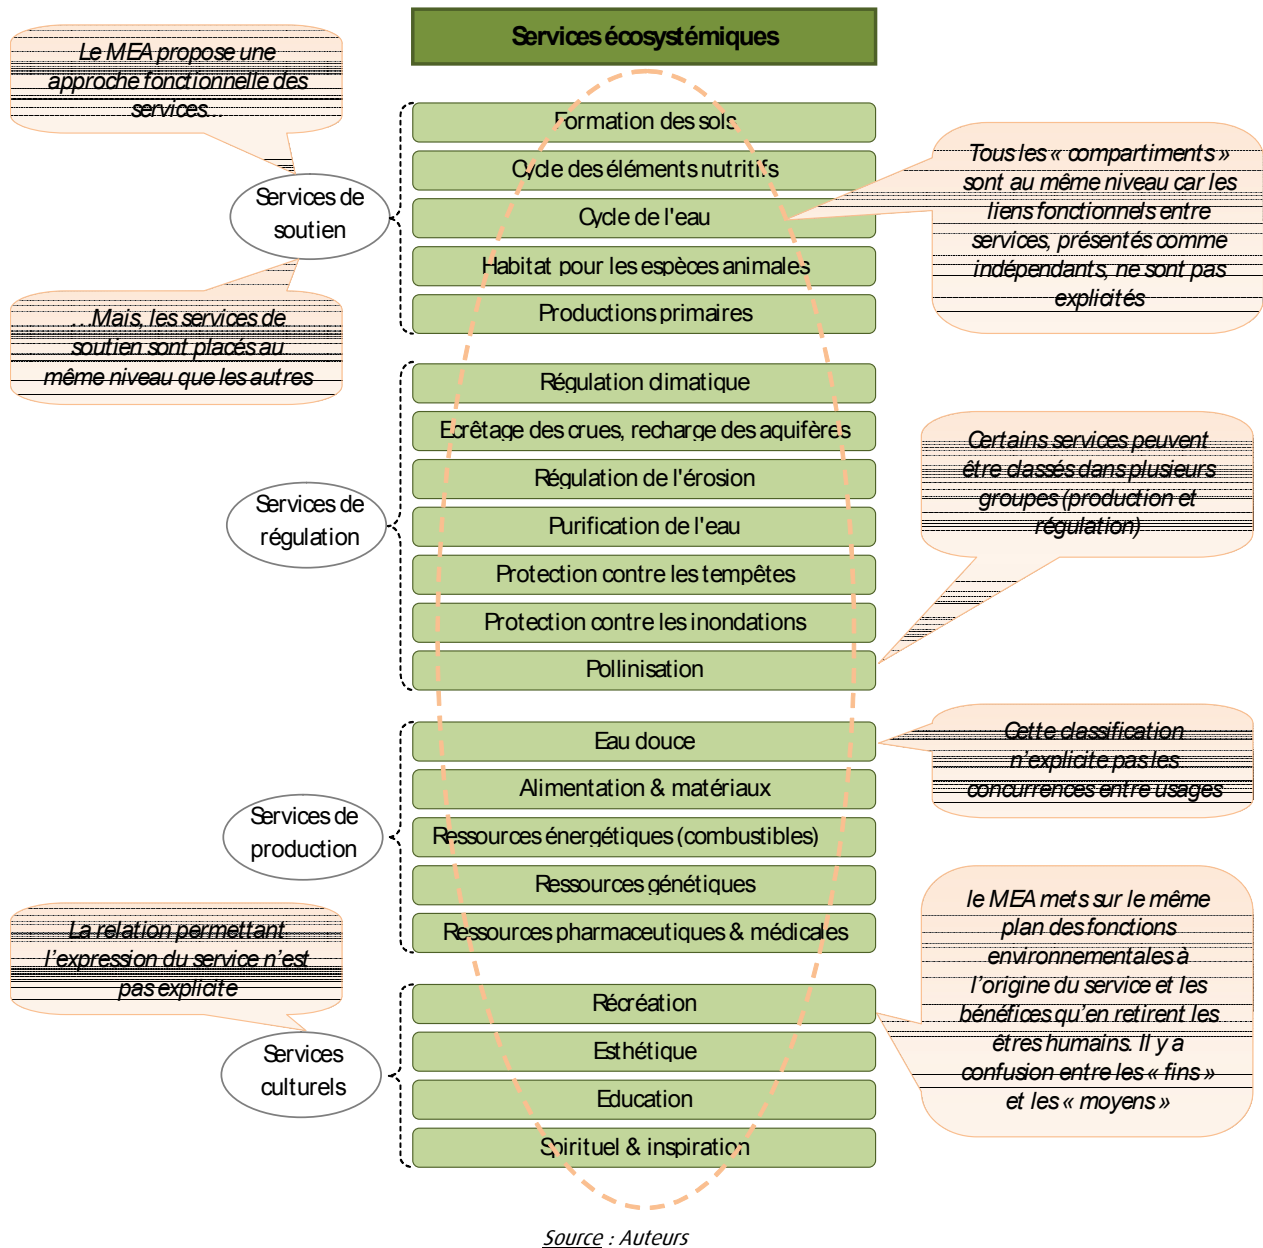 Services écosystémiques
Le MEA propose une
approche fonctionnelle des
services…
Services de
soutien
…Mais, les services de
soutien sont placés au
même niveau que les autres
Formation des sols
Cycle des éléments nutritifs
Cycle de l'eau
Habitat pour les espèces animales
Productions primaires
Tous les « compartiments »
sont au même niveau car les
liens fonctionnels entre
services, présentés comme
indépendants, ne sont pas
explicités
Services de
régulation
Régulation climatique
Ecrêtage des crues, recharge des aquifères
Régulation de l'érosion
Purification de l'eau
Protection contre les tempêtes
Protection contre les inondations
Pollinisation
Certains services peuvent
être classés dans plusieurs
groupes (production et
régulation)
Services de
production
Eau douce
Alimentation & matériaux
Ressources énergétiques (combustibles)
Ressources génétiques
Ressources pharmaceutiques & médicales
Cette classification
n'explicite pas les
concurrences entre usages
La relation permettant
l'expression du service n'est
pas explicite
Services
culturels
Récréation
Esthétique
Education
Spirituel & inspiration
le MEA mets sur le même
plan des fonctions
environnementales à
l'origine du service et les
bénéfices qu'en retirent les
êtres humains. Il y a
confusion entre les « fins »
et les « moyens »
Source : Auteurs